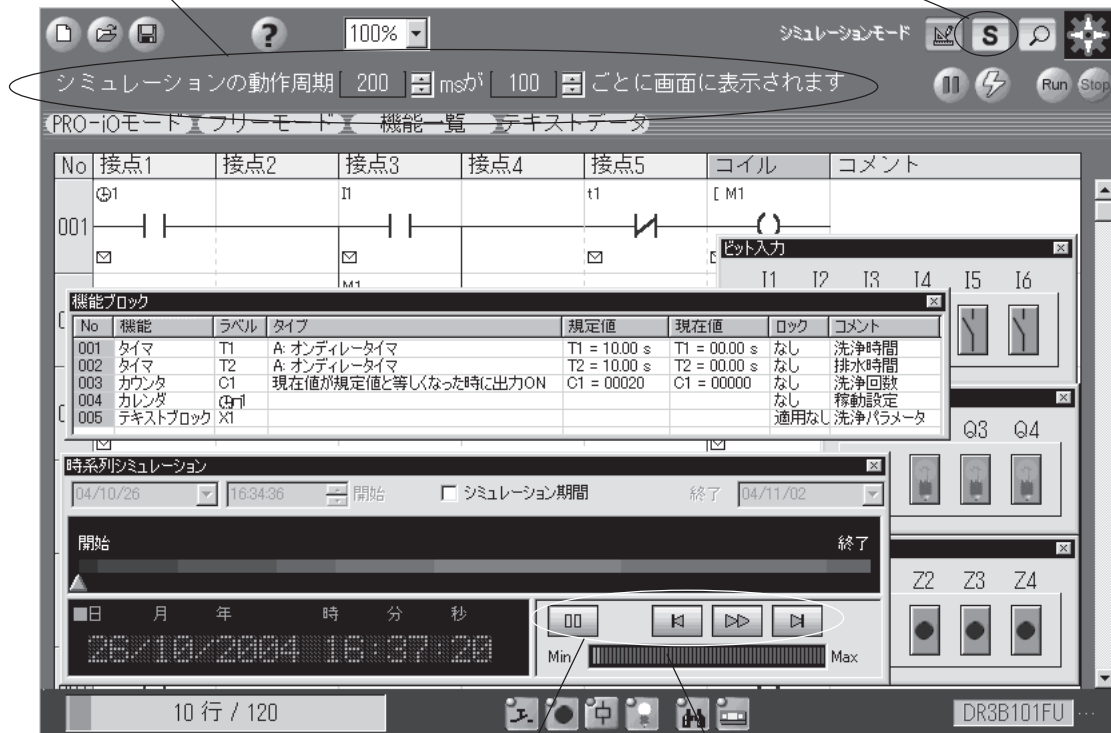 100%
シミュレーションモード
S
シミュレーションの動作周期 200 msが 100 ごとに画面に表示されます
Run Stop
PRO-iOモード フリーモード 機能一覧 テキストデータ
No 接点1 接点2 接点3 接点4 接点5 コイル コメント
1 I1 t1 [ M1
001
ビット入力
I1 I2 I3 I4 I5 I6
M1
機能ブロック
No 機能 ラベル タイプ 規定値 現在値 ロック コメント
001 タイマ T1 A: オンディレータイマ T1 = 10.00 s T1 = 00.00 s なし 洗浄時間
002 タイマ T2 A: オンディレータイマ T2 = 10.00 s T2 = 00.00 s なし 排水時間
003 カウンタ C1 現在値が規定値と等しくなった時に出力ON C1 = 00020 C1 = 00000 なし 洗浄回数
004 カレンダ 1 なし 稼動設定
005 テキストブロック X1 適用なし 洗浄パラメータ
Q3 Q4
時系列シミュレーション
04/10/26 16:34:36 開始 シミュレーション期間 終了 04/11/02
開始 終了
Z2 Z3 Z4
日 月 年 時 分 秒
26/10/2004 16:37:20
Min Max
10 行 / 120
DR3B101FU ...